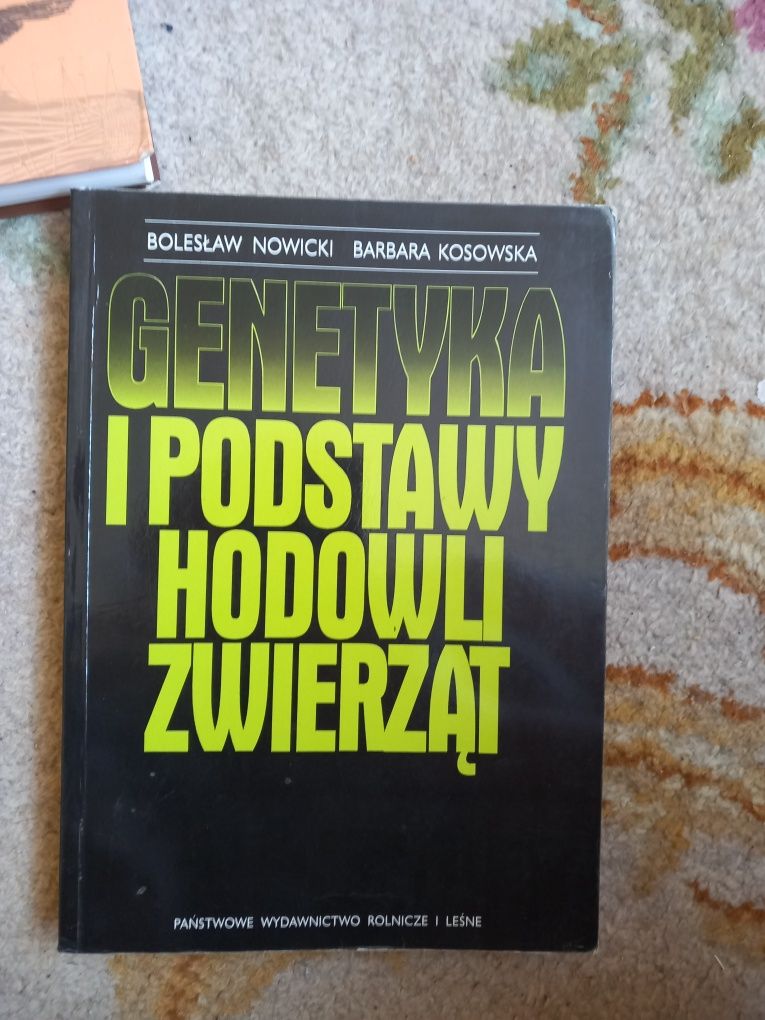 BOLESŁAW NOWICKI BARBARA KOSOWSKA
GENETYKA
I PODSTAWY
HODOWLI
ZWIERZĄT
PAŃSTWOWE WYDAWNICTWO ROLNICZE I LEŚNE